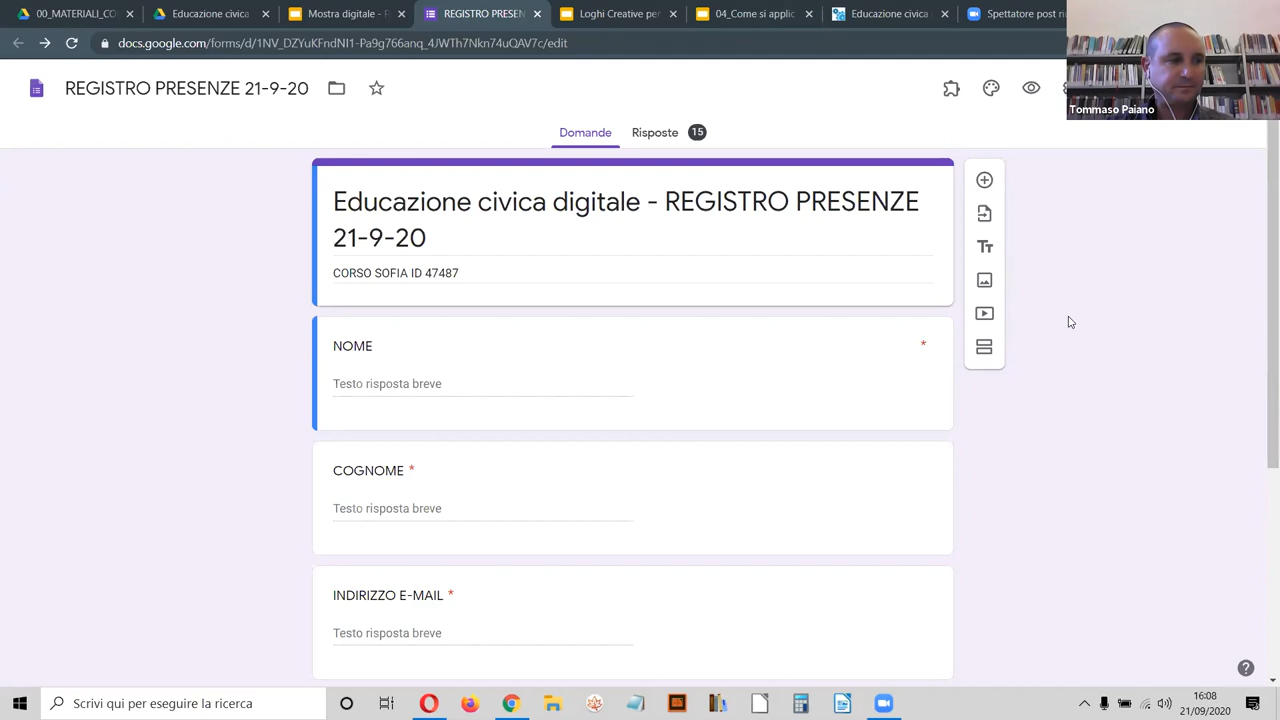 00_MATERIALI_CO
Educazione civica
Mostra digitale - F
REGISTRO PRESEN
Loghi Creative per
04_Come si applic
Educazione civica
Spettatore post ri
docs.google.com/forms/d/1NV_DZYuKFndNI1-Pa9g766anq_4JWTh7Nkn74uQAV7c/edit
REGISTRO PRESENZE 21-9-20
Tommaso Paiano
Domande
Risposte 15
Educazione civica digitale - REGISTRO PRESENZE
21-9-20
CORSO SOFIA ID 47487
NOME *
Testo risposta breve
COGNOME *
Testo risposta breve
INDIRIZZO E-MAIL *
Testo risposta breve
Scrivi qui per eseguire la ricerca
16:08
21/09/2020